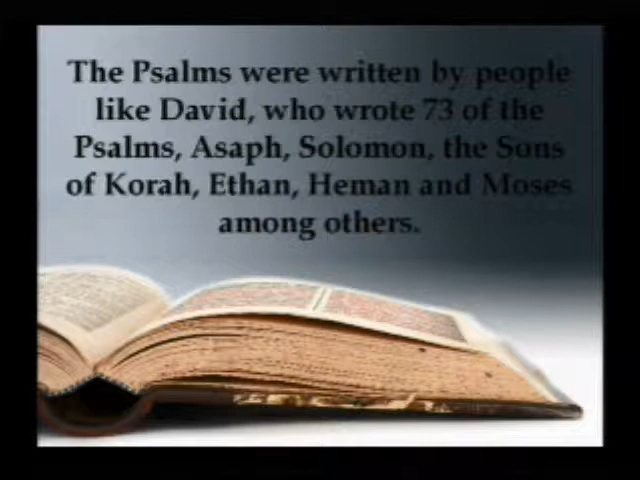 The Psalms were written by people
like David, who wrote 73 of the
Psalms, Asaph, Solomon, the Sons
of Korah, Ethan, Heman and Moses
among others.